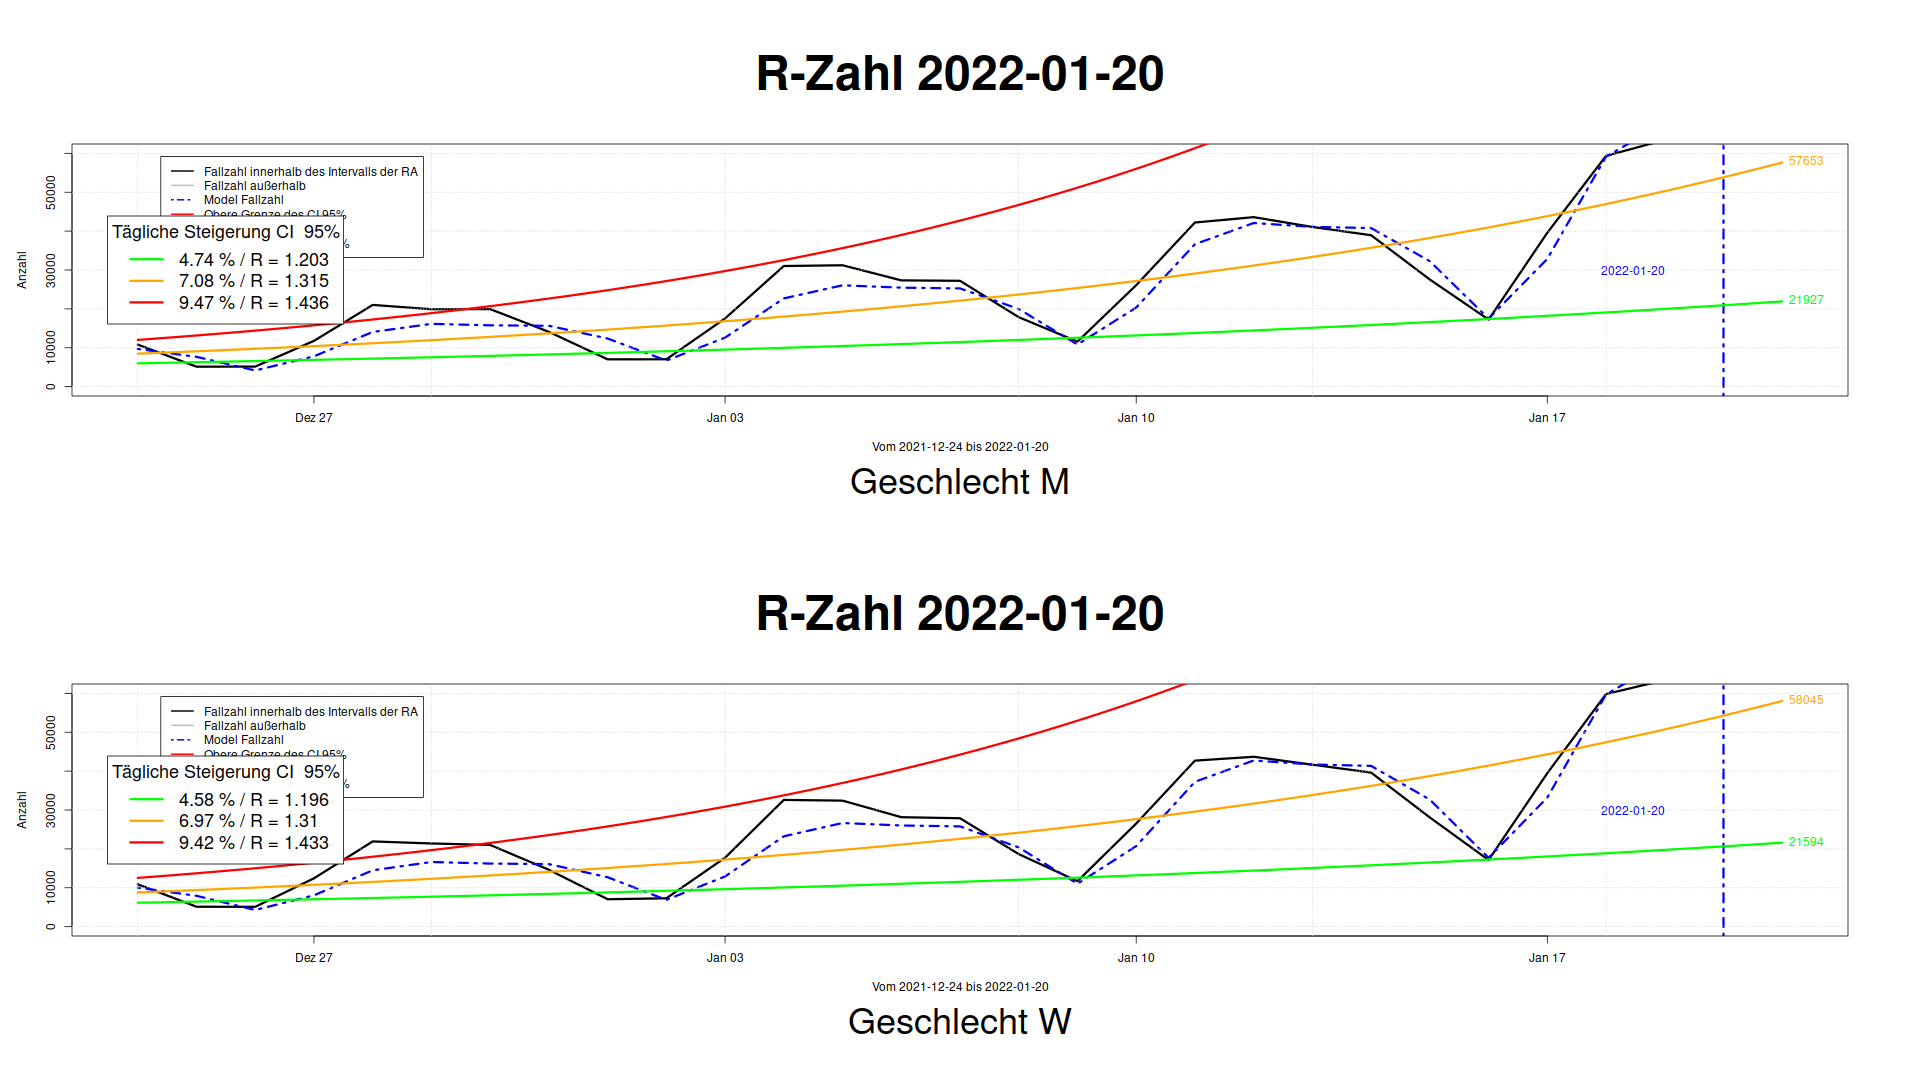 R-Zahl 2022-01-20
Fallzahl innerhalb des Intervalls der RA
Fallzahl außerhalb
Model Fallzahl
Obere Grenze des CI 95%
%
Tägliche Steigerung CI 95%
4.74 % / R = 1.203
7.08 % / R = 1.315
9.47 % / R = 1.436
57653
2022-01-20
21927
Anzahl
50000
30000
10000
0
Dez 27
Jan 03
Jan 10
Jan 17
Vom 2021-12-24 bis 2022-01-20
Geschlecht M
R-Zahl 2022-01-20
Fallzahl innerhalb des Intervalls der RA
Fallzahl außerhalb
Model Fallzahl
Obere Grenze des CI 95%
%
Tägliche Steigerung CI 95%
4.58 % / R = 1.196
6.97 % / R = 1.31
9.42 % / R = 1.433
58045
2022-01-20
21594
Anzahl
50000
30000
10000
0
Dez 27
Jan 03
Jan 10
Jan 17
Vom 2021-12-24 bis 2022-01-20
Geschlecht W